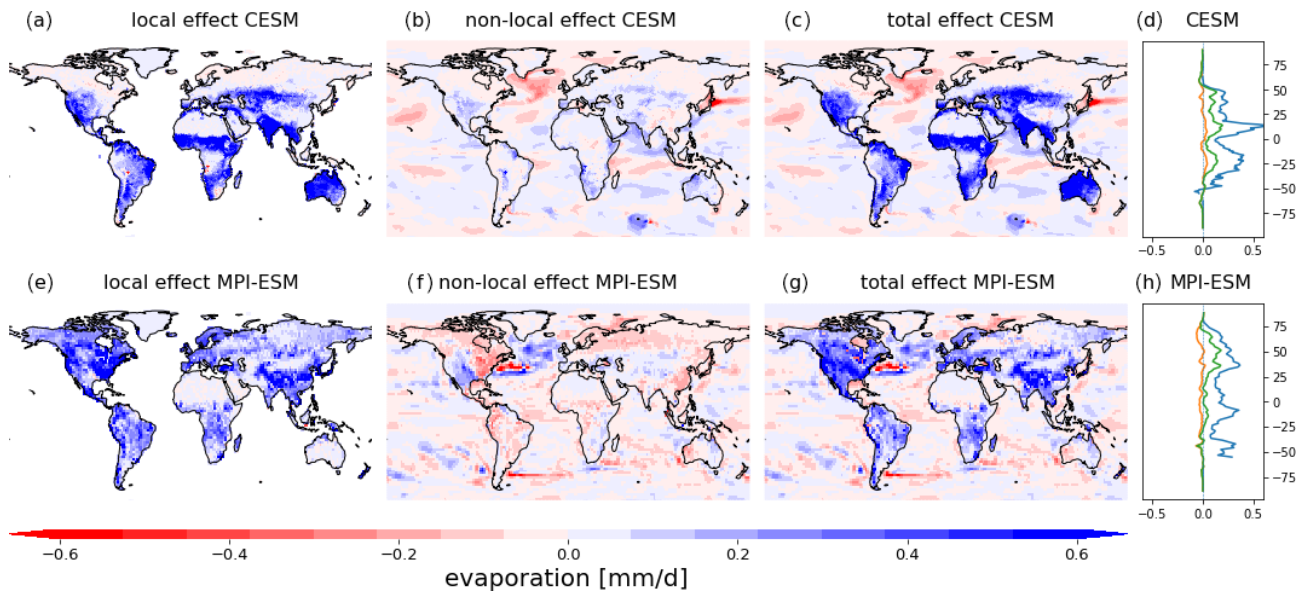 (a) local effect CESM
(b) non-local effect CESM
(c) total effect CESM
(d) CESM
75
50
25
0
−25
−50
−75
−0.6 0.0 0.5
(e) local effect MPI-ESM
(f) non-local effect MPI-ESM
(g) total effect MPI-ESM
(h) MPI-ESM
75
50
25
0
−25
−50
−75
−0.5 0.0 0.5
−0.6 −0.4 −0.2 0.0 0.2 0.4 0.6
evaporation [mm/d]